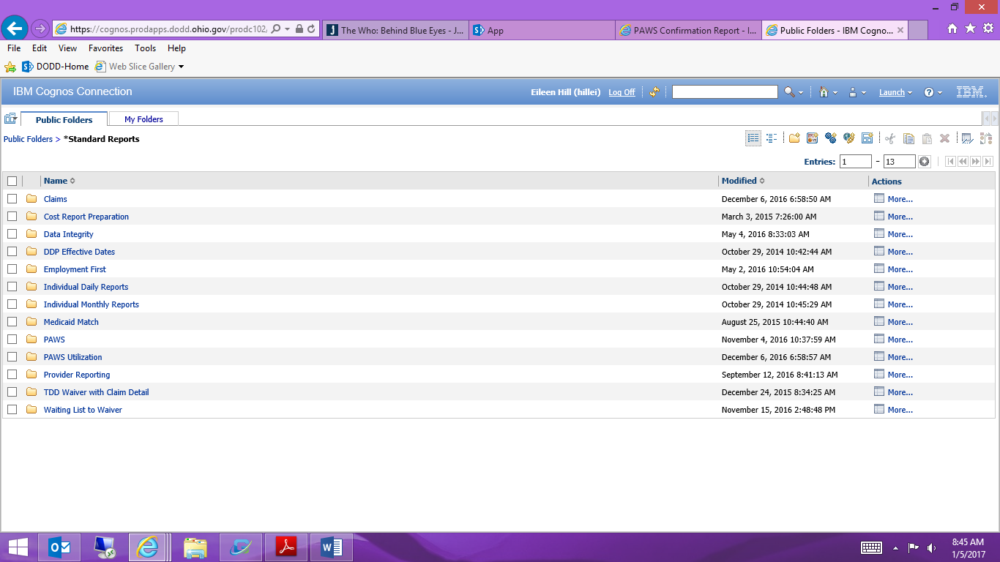 https://cognos.prodapps.dodd.ohio.gov/prodc102/
The Who: Behind Blue Eyes - J...
App
PAWS Confirmation Report - I...
Public Folders - IBM Cogno...
File Edit View Favorites Tools Help
DODD-Home Web Slice Gallery
IBM Cognos Connection
Eileen Hill (hillei) Log Off Launch IBM.
Public Folders My Folders
Public Folders > *Standard Reports
Entries: 1 - 13
Name Modified Actions
Claims December 6, 2016 6:58:50 AM More...
Cost Report Preparation March 3, 2015 7:26:00 AM More...
Data Integrity May 4, 2016 8:33:03 AM More...
DDP Effective Dates October 29, 2014 10:42:44 AM More...
Employment First May 2, 2016 10:54:04 AM More...
Individual Daily Reports October 29, 2014 10:44:48 AM More...
Individual Monthly Reports October 29, 2014 10:45:29 AM More...
Medicaid Match August 25, 2015 10:44:40 AM More...
PAWS November 4, 2016 10:37:59 AM More...
PAWS Utilization December 6, 2016 6:58:57 AM More...
Provider Reporting September 12, 2016 8:41:13 AM More...
TDD Waiver with Claim Detail December 24, 2015 8:34:25 AM More...
Waiting List to Waiver November 15, 2016 2:48:48 PM More...
8:45 AM
1/5/2017